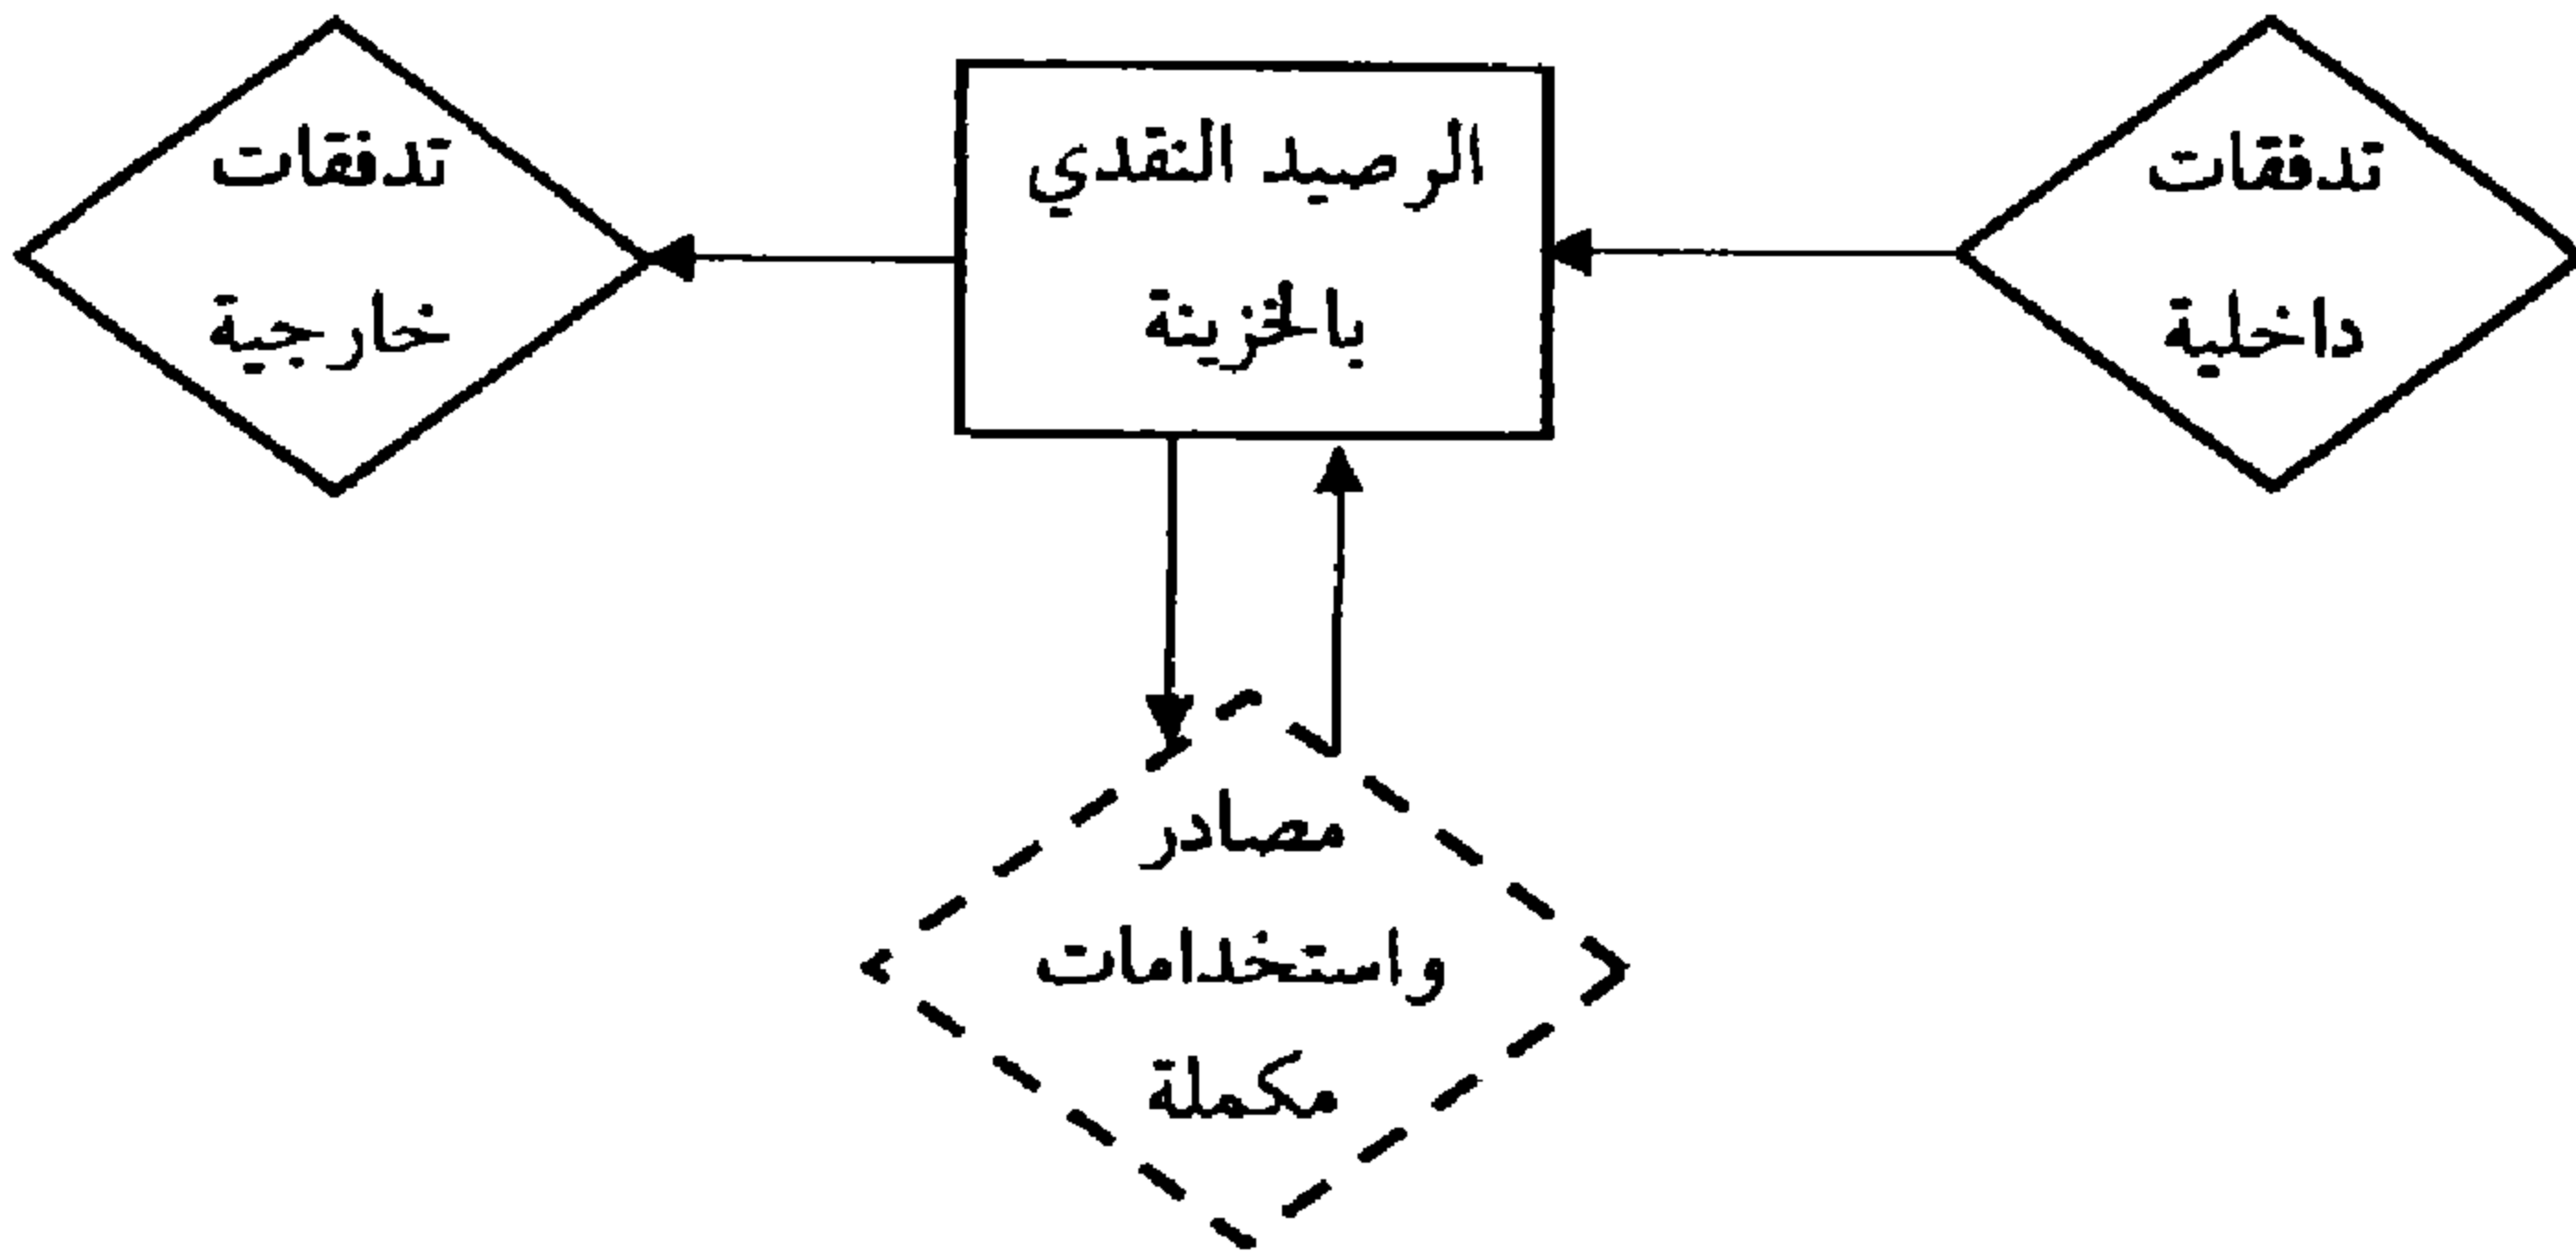 تدفقات
داخلية
الرصيد النقدي
بالخزينة
تدفقات
خارجية
مصادر
واستخدامات
مكملة